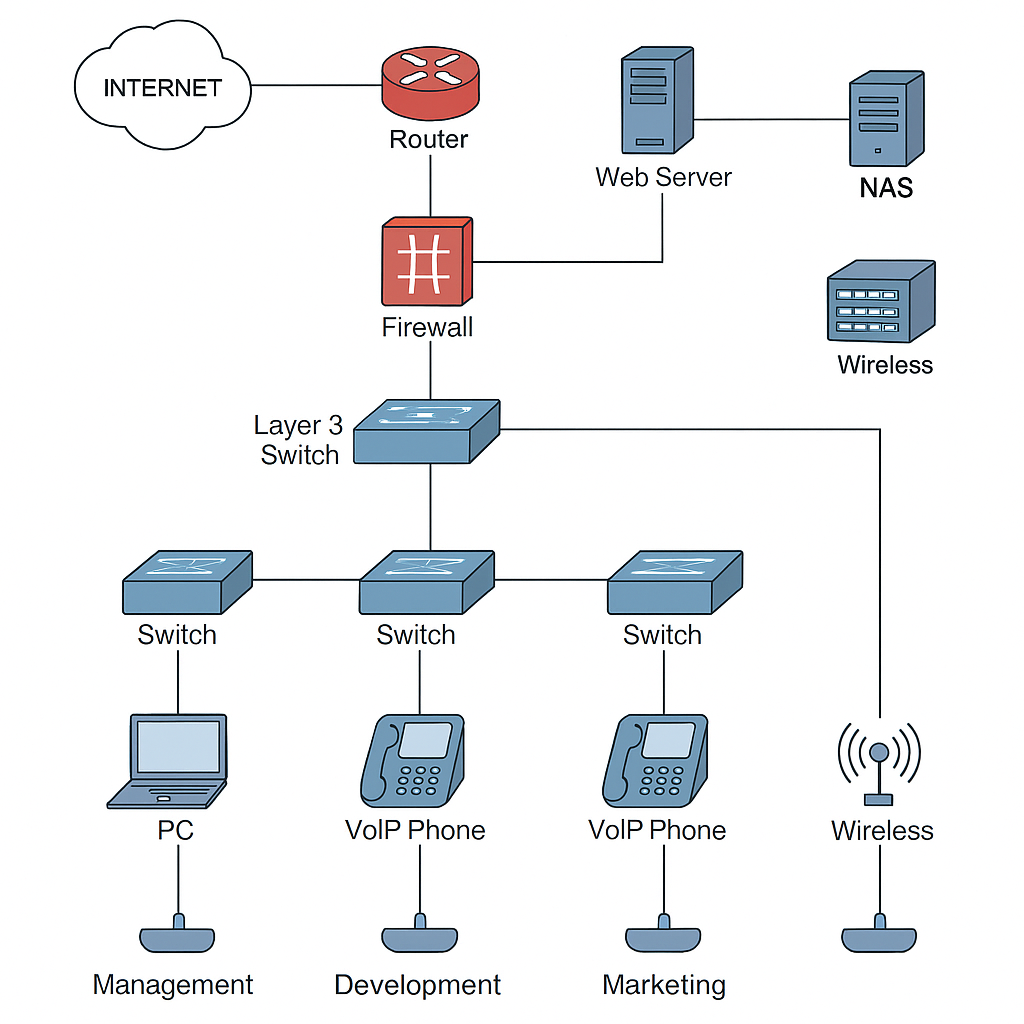 INTERNET
Router
Web Server
NAS
Firewall
Wireless
Layer 3
Switch
Switch
Switch
Switch
PC
VoIP Phone
VoIP Phone
Wireless
Management
Development
Marketing